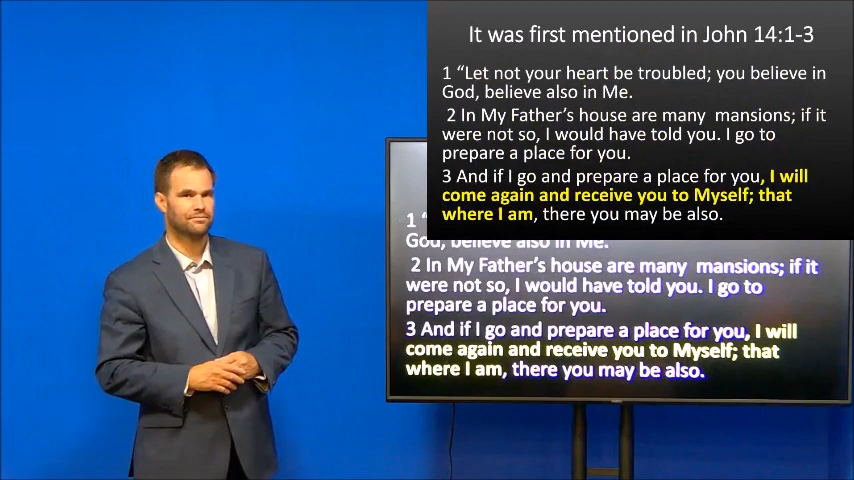 It was first mentioned in John 14:1-3
1 “Let not your heart be troubled; you believe in
God, believe also in Me.
2 In My Father’s house are many mansions; if it
were not so, I would have told you. I go to
prepare a place for you.
3 And if I go and prepare a place for you, I will
come again and receive you to Myself; that
where I am, there you may be also.
1 “
God, believe also in Me.
2 In My Father’s house are many mansions; if it
were not so, I would have told you. I go to
prepare a place for you.
3 And if I go and prepare a place for you, I will
come again and receive you to Myself; that
where I am, there you may be also.